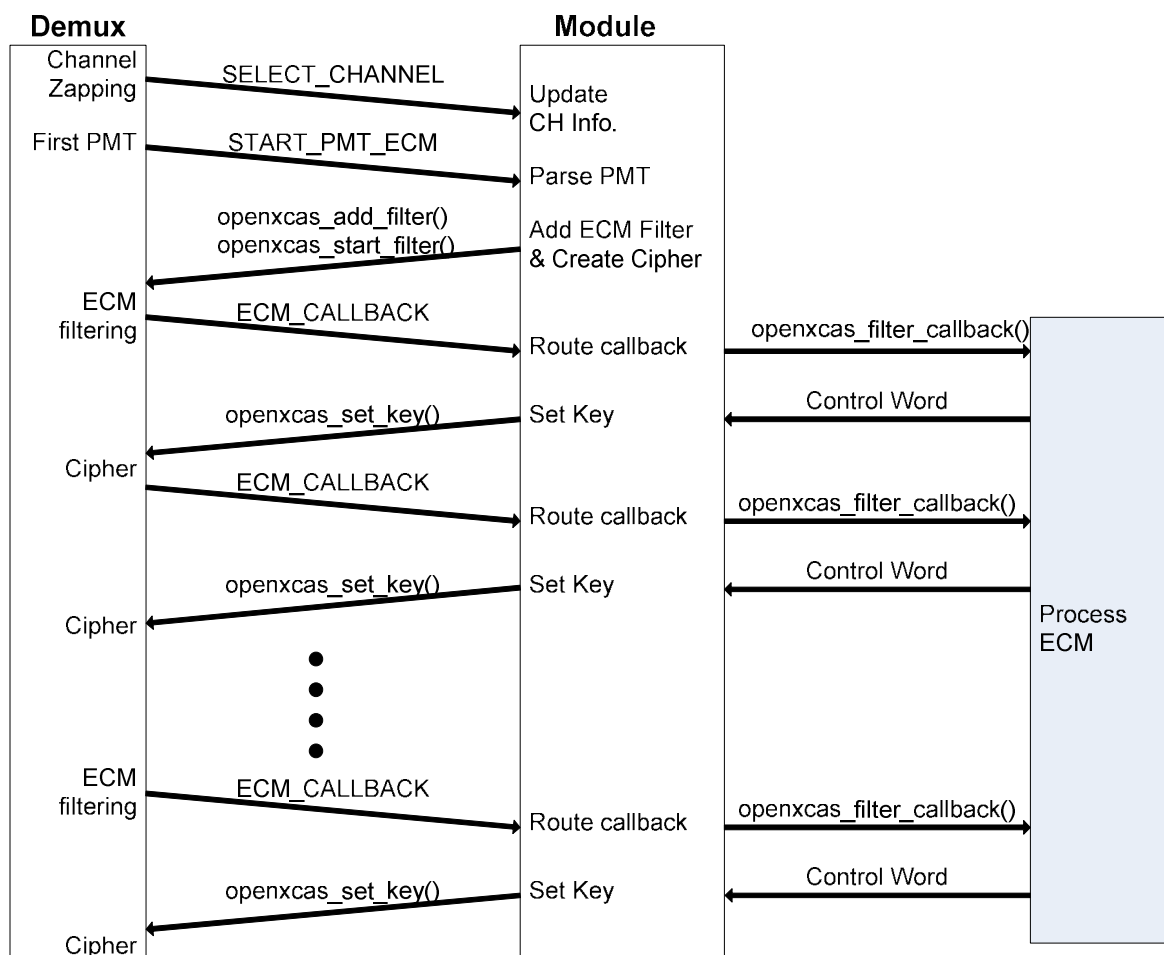 Demux
Module
Channel
Zapping
SELECT_CHANNEL
Update
CH Info.
First PMT
START_PMT_ECM
Parse PMT
openxcas_add_filter()
openxcas_start_filter()
Add ECM Filter
& Create Cipher
ECM
filtering
ECM_CALLBACK
Route callback
openxcas_filter_callback()
openxcas_set_key()
Set Key
Control Word
Cipher
ECM_CALLBACK
Route callback
openxcas_filter_callback()
openxcas_set_key()
Set Key
Control Word
Cipher
Process
ECM
ECM
filtering
ECM_CALLBACK
Route callback
openxcas_filter_callback()
openxcas_set_key()
Set Key
Control Word
Cipher